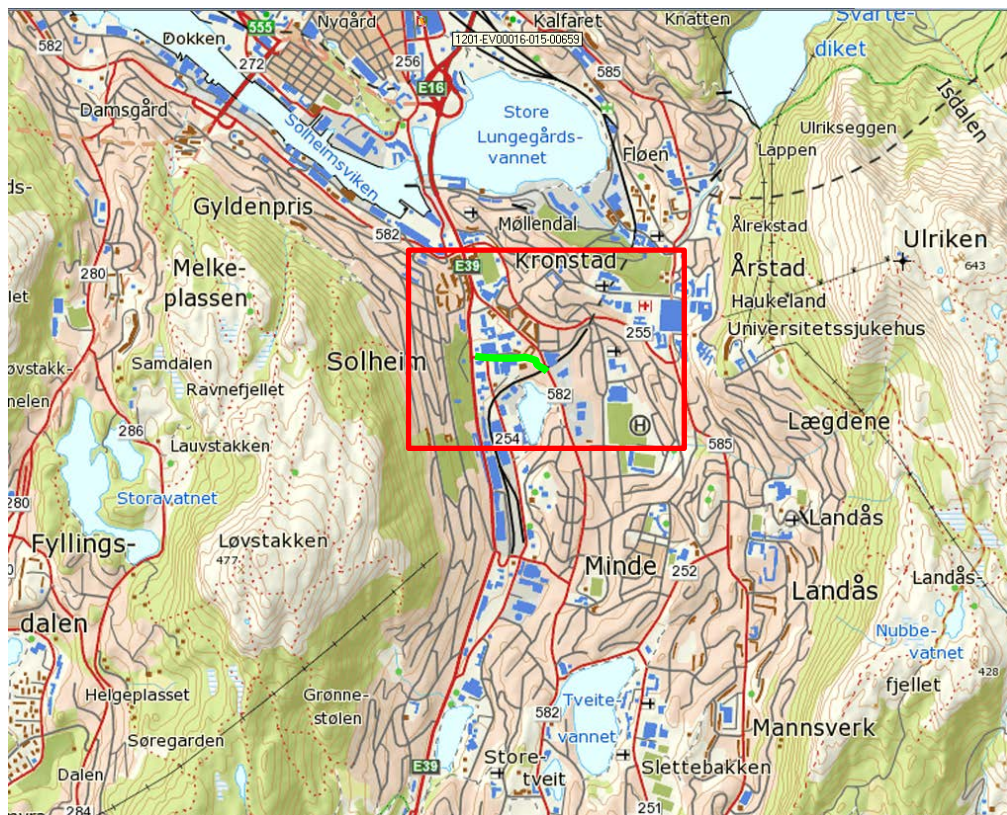 Nygård
555
Kalfaret
Knatten
Svarte-
diket
582
Dokken
1201-EV00016-015-00659
272
256
585
E16
Damsgård
Store
Lungegårds-
vannet
Isdalen
Ulrikseggen
Lappen
Solheimsviken
Fløen
ds-
Gyldenpris
582
Møllendal
Ålrekstad
Ulriken
643
280
Melke-
plassen
E39
Kronstad
Årstad
Haukeland
Universitetssjukehus
let
255
Solheim
Samdalen
Ravnefjellet
øvstakk-
nelen
582
H
286
Lauvstakken
254
585
Lægdene
Storavatnet
280
Løvstakken
477
Landås
Fyllings-
dalen
Minde
252
Landås
Landås-
Nubbe-
vatnet
fjellet
428
Helgeplasset
Grønne-
stølen
582
Tveite-
vannet
Mannsverk
Søregarden
Store-
tveit
Slettebakken
Dalen
E39
284
251